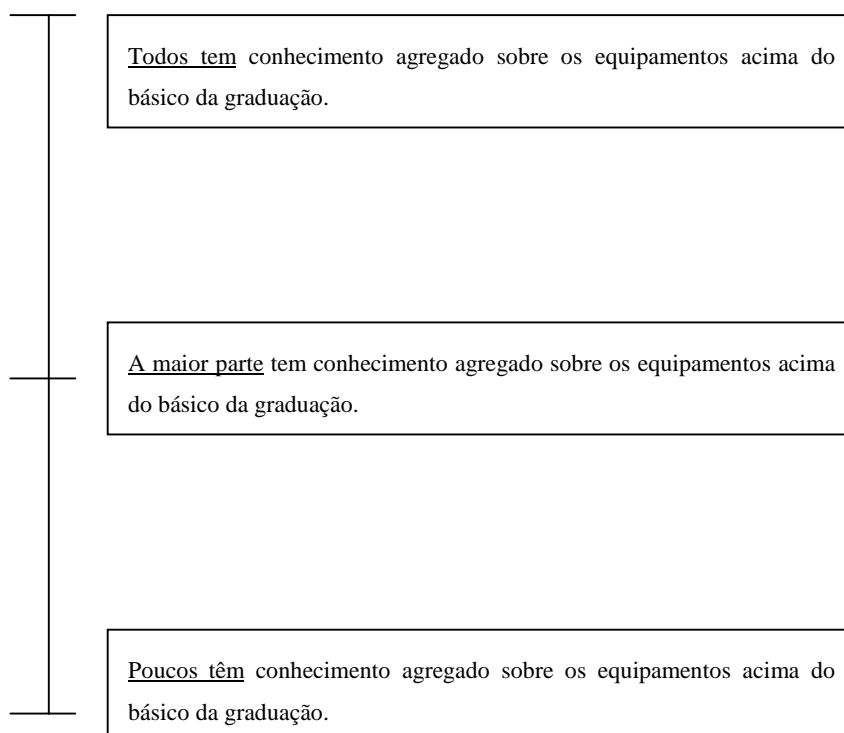 Todos tem conhecimento agregado sobre os equipamentos acima do
básico da graduação.
A maior parte tem conhecimento agregado sobre os equipamentos acima
do básico da graduação.
Poucos têm conhecimento agregado sobre os equipamentos acima do
básico da graduação.